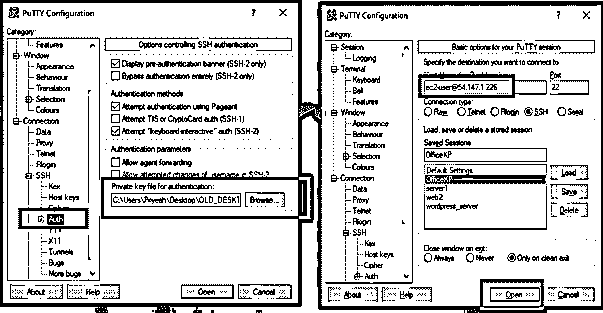 PuTTY Configuration
?
X
Category:
Features
Window
Appearance
Behaviour
Translation
Selection
Colours
Connection
Data
Proxy
Telnet
Rlogin
SSH
Kex
Host keys
Cipher
Auth
TTY
X11
Tunnels
Bugs
More bugs
Options controlling SSH authentication
Display pre-authentication banner (SSH-2 only)
Bypass authentication entirely (SSH-2 only)
Authentication methods
Attempt authentication using Pageant
Attempt TIS or CryptoCard auth (SSH-1)
Attempt "keyboard-interactive" auth (SSH-2)
Authentication parameters
Allow agent forwarding
Allow attempted changes of username in SSH-2
Private key file for authentication:
C:\Users\Peyesh\Desktop\OLD_DESK1
Browse...
About
Help
Open
Cancel
PuTTY Configuration
?
X
Category:
Session
Logging
Terminal
Keyboard
Bell
Features
Window
Appearance
Behaviour
Translation
Selection
Colours
Connection
Data
Proxy
Telnet
Rlogin
SSH
Kex
Host keys
Cipher
Auth
Basic options for your PuTTY session
Specify the destination you want to connect to
Port
ec2-user@54.147.1.226
22
Connection type:
Raw Telnet Rlogin SSH Serial
Load, save or delete a stored session
Saved Sessions
OfficeKP
Default Settings
OfficeKP
server1
web2
wordpress_server
Load
Save
Delete
Close window on exit:
Always Never Only on clean exit
About
Help
Open
Cancel